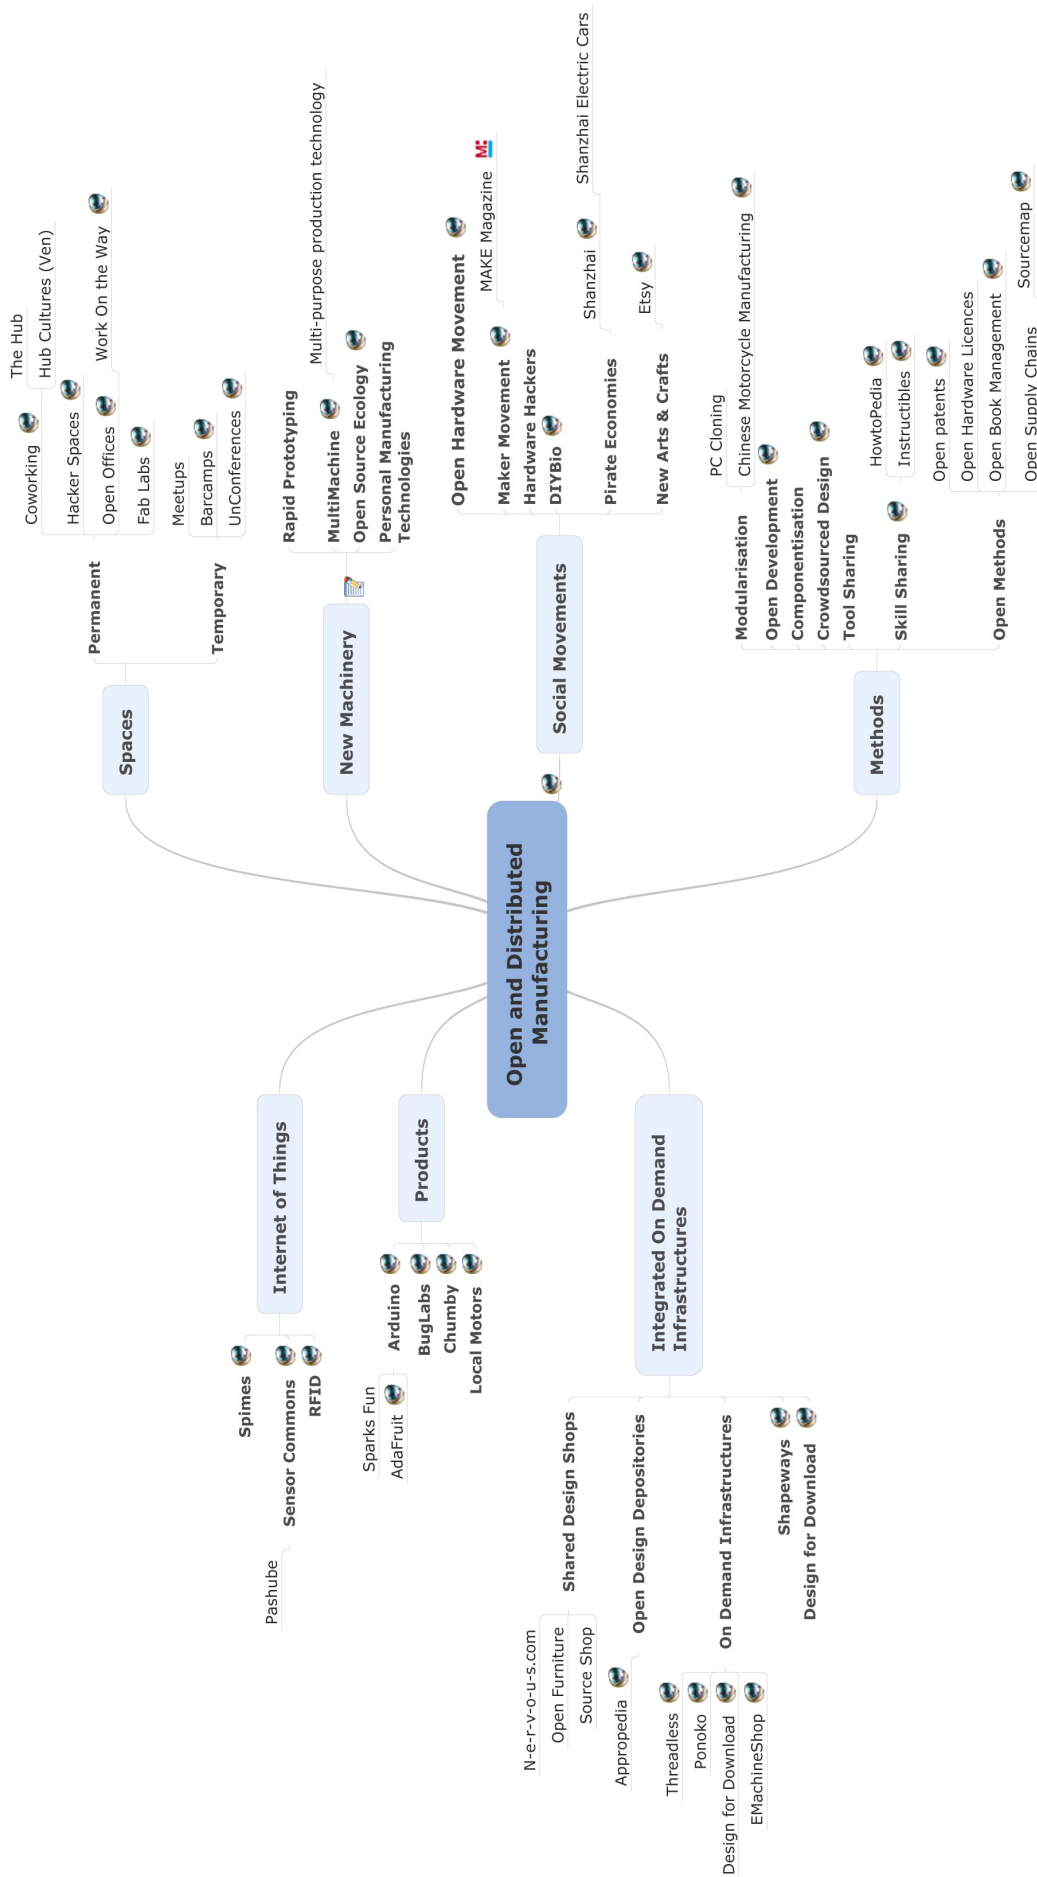 Open and Distributed
Manufacturing
Spaces
Permanent
Coworking
The Hub
Hub Cultures (Ven)
Hacker Spaces
Open Offices
Work On the Way
Fab Labs
Temporary
Meetups
Barcamps
UnConferences
New Machinery
Rapid Prototyping
MultiMachine
Multi-purpose production technology
Open Source Ecology
Personal Manufacturing
Technologies
Social Movements
Open Hardware Movement
Maker Movement
MAKE Magazine
M:
Hardware Hackers
DIYBio
Pirate Economies
Shanzhai
Shanzhai Electric Cars
New Arts & Crafts
Etsy
Methods
Modularisation
PC Cloning
Chinese Motorcycle Manufacturing
Open Development
Componentisation
Crowdsourced Design
Tool Sharing
Skill Sharing
HowtoPedia
Instructibles
Open Methods
Open patents
Open Hardware Licences
Open Book Management
Open Supply Chains
Sourcemap
Internet of Things
Spimes
Sensor Commons
Pashube
RFID
Products
Arduino
Sparks Fun
AdaFruit
BugLabs
Chumby
Local Motors
Integrated On Demand
Infrastructures
Shared Design Shops
N-e-r-v-o-u-s.com
Open Furniture
Source Shop
Open Design Depositories
Appropedia
On Demand Infrastructures
Threadless
Ponoko
Design for Download
EMachineShop
Shapeways
Design for Download